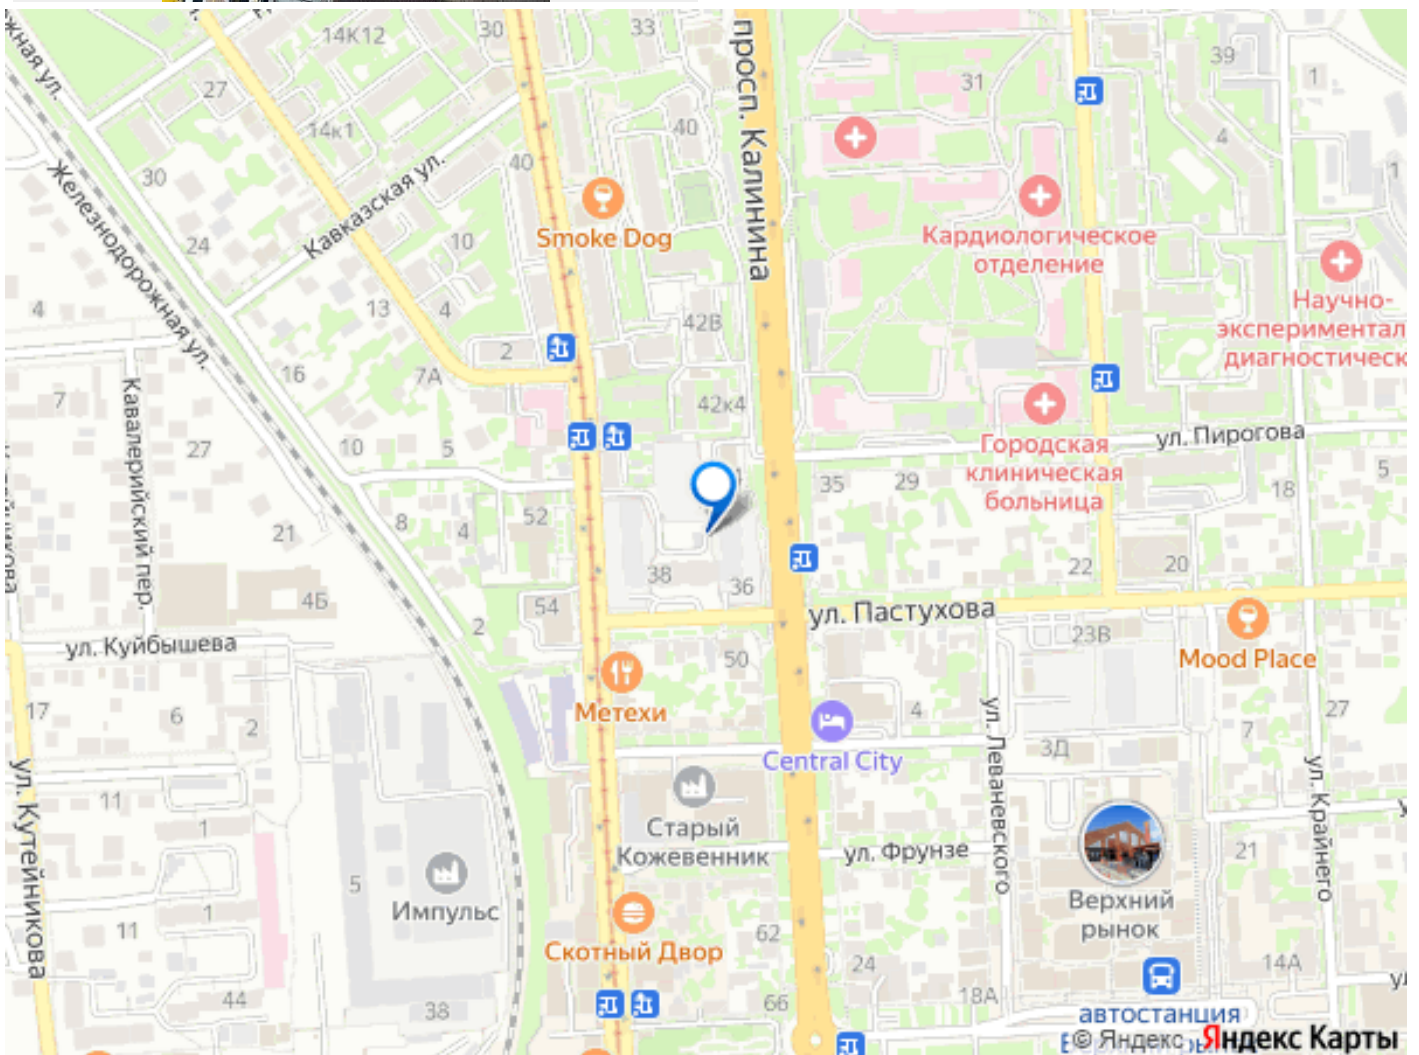 14К12
30
33
просп. Калинина
39
31
1
27
14к1
40
4
40
30
Кавказская ул.
1
Smoke Dog
24
10
Кардиологическое
отделение
Железнодорожная ул.
4
13
4
42В
Научно-
2
16
7А
7
42к4
Кавалерийский пер.
27
10
5
Городская
клиническая
больница
ул. Пирогова
5
35
29
18
21
8
4
52
38
36
22
20
4Б
54
2
ул. Пастухова
23В
ул. Куйбышева
50
Mood Place
Метехи
17
6
2
4
ул. Леваневского
7
27
3Д
Central City
ул. Кутейникова
11
1
Старый
Кожевенник
ул. Фрунзе
21
ул. Крайнего
5
Импульс
Верхний
рынок
1
11
Скотный Двор
62
24
14А
44
38
66
18А
автостанция
© Яндекс
Яндекс Карты